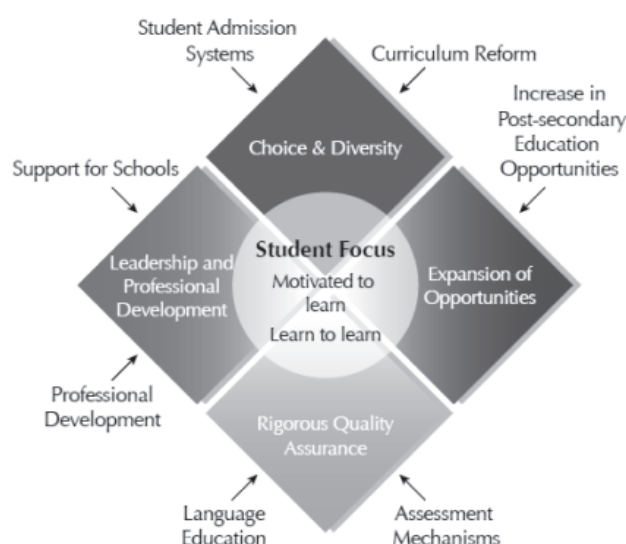 Student Admission
Systems
Curriculum Reform
Increase in
Post-secondary
Education
Opportunities
Choice & Diversity
Support for Schools
Leadership and
Professional
Development
Student Focus
Motivated to
learn
Learn to learn
Expansion of
Opportunities
Professional
Development
Rigorous Quality
Assurance
Language
Education
Assessment
Mechanisms